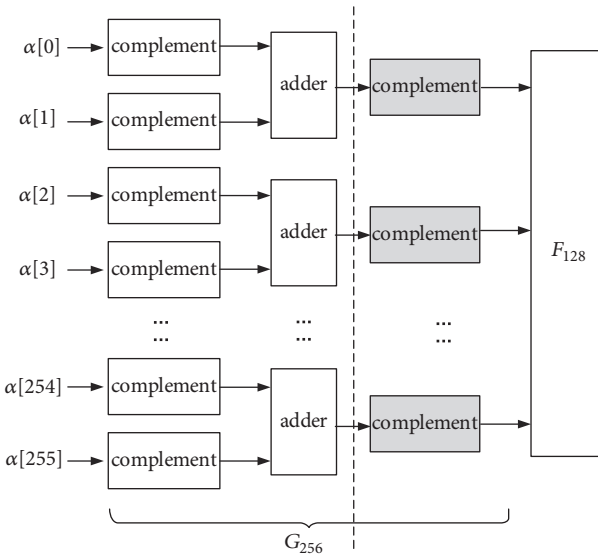 α[0]
complement
adder
complement
α[1]
complement
α[2]
complement
adder
complement
α[3]
complement
F₁₂₈
...
...
...
...
...
...
α[254]
complement
adder
complement
α[255]
complement
G₂₅₆